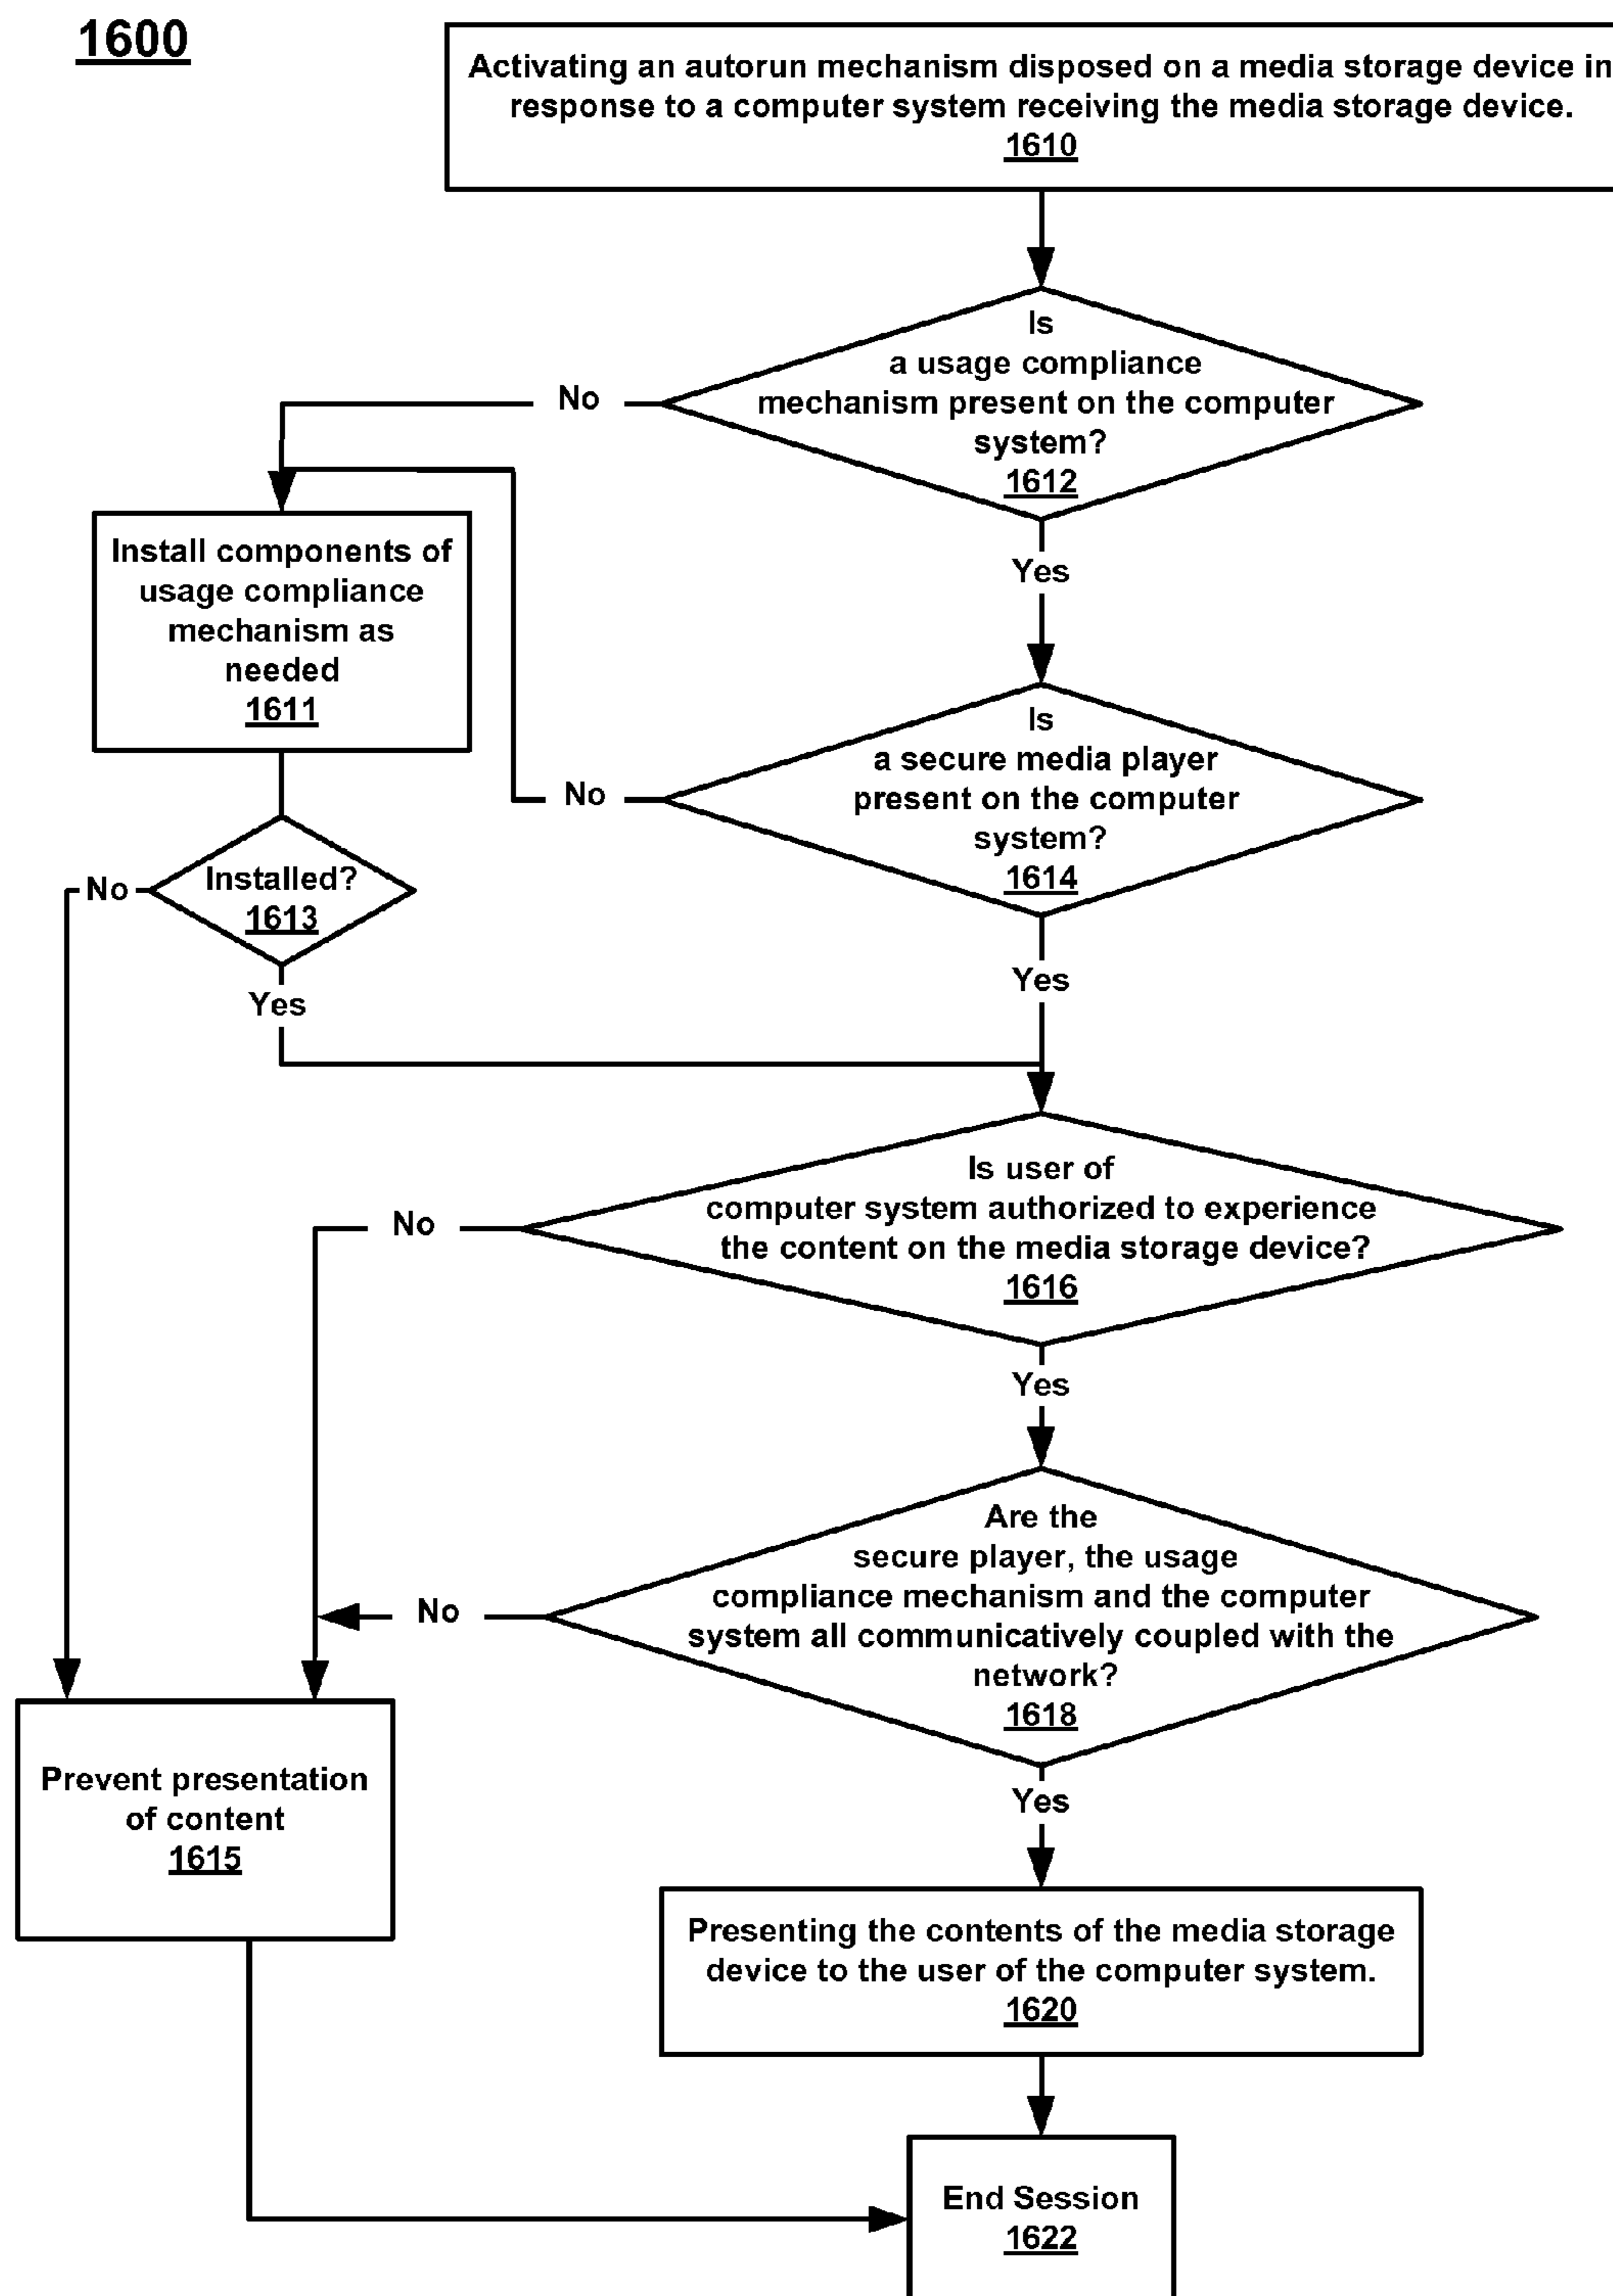 1600
Activating an autorun mechanism disposed on a media storage device in
response to a computer system receiving the media storage device.
1610
Is
a usage compliance
mechanism present on the computer
system?
1612
No
Yes
Install components of
usage compliance
mechanism as
needed
1611
Is
a secure media player
present on the computer
system?
1614
No
Yes
Installed?
1613
No
Yes
Is user of
computer system authorized to experience
the content on the media storage device?
1616
No
Yes
Are the
secure player, the usage
compliance mechanism and the computer
system all communicatively coupled with the
network?
1618
No
Yes
Prevent presentation
of content
1615
Presenting the contents of the media storage
device to the user of the computer system.
1620
End Session
1622